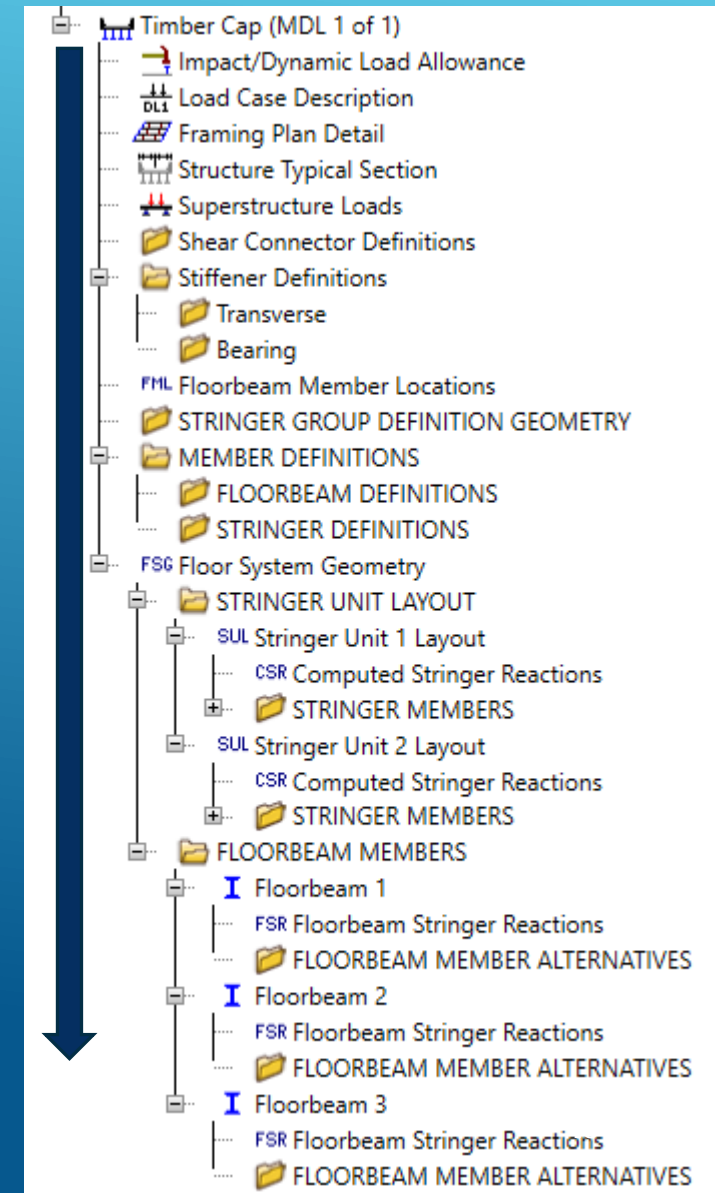 Timber Cap (MDL 1 of 1)
Impact/Dynamic Load Allowance
DL1 Load Case Description
Framing Plan Detail
Structure Typical Section
Superstructure Loads
Shear Connector Definitions
Stiffener Definitions
Transverse
Bearing
FML Floorbeam Member Locations
STRINGER GROUP DEFINITION GEOMETRY
MEMBER DEFINITIONS
FLOORBEAM DEFINITIONS
STRINGER DEFINITIONS
FSG Floor System Geometry
STRINGER UNIT LAYOUT
SUL Stringer Unit 1 Layout
CSR Computed Stringer Reactions
STRINGER MEMBERS
SUL Stringer Unit 2 Layout
CSR Computed Stringer Reactions
STRINGER MEMBERS
FLOORBEAM MEMBERS
Floorbeam 1
FSR Floorbeam Stringer Reactions
FLOORBEAM MEMBER ALTERNATIVES
Floorbeam 2
FSR Floorbeam Stringer Reactions
FLOORBEAM MEMBER ALTERNATIVES
Floorbeam 3
FSR Floorbeam Stringer Reactions
FLOORBEAM MEMBER ALTERNATIVES